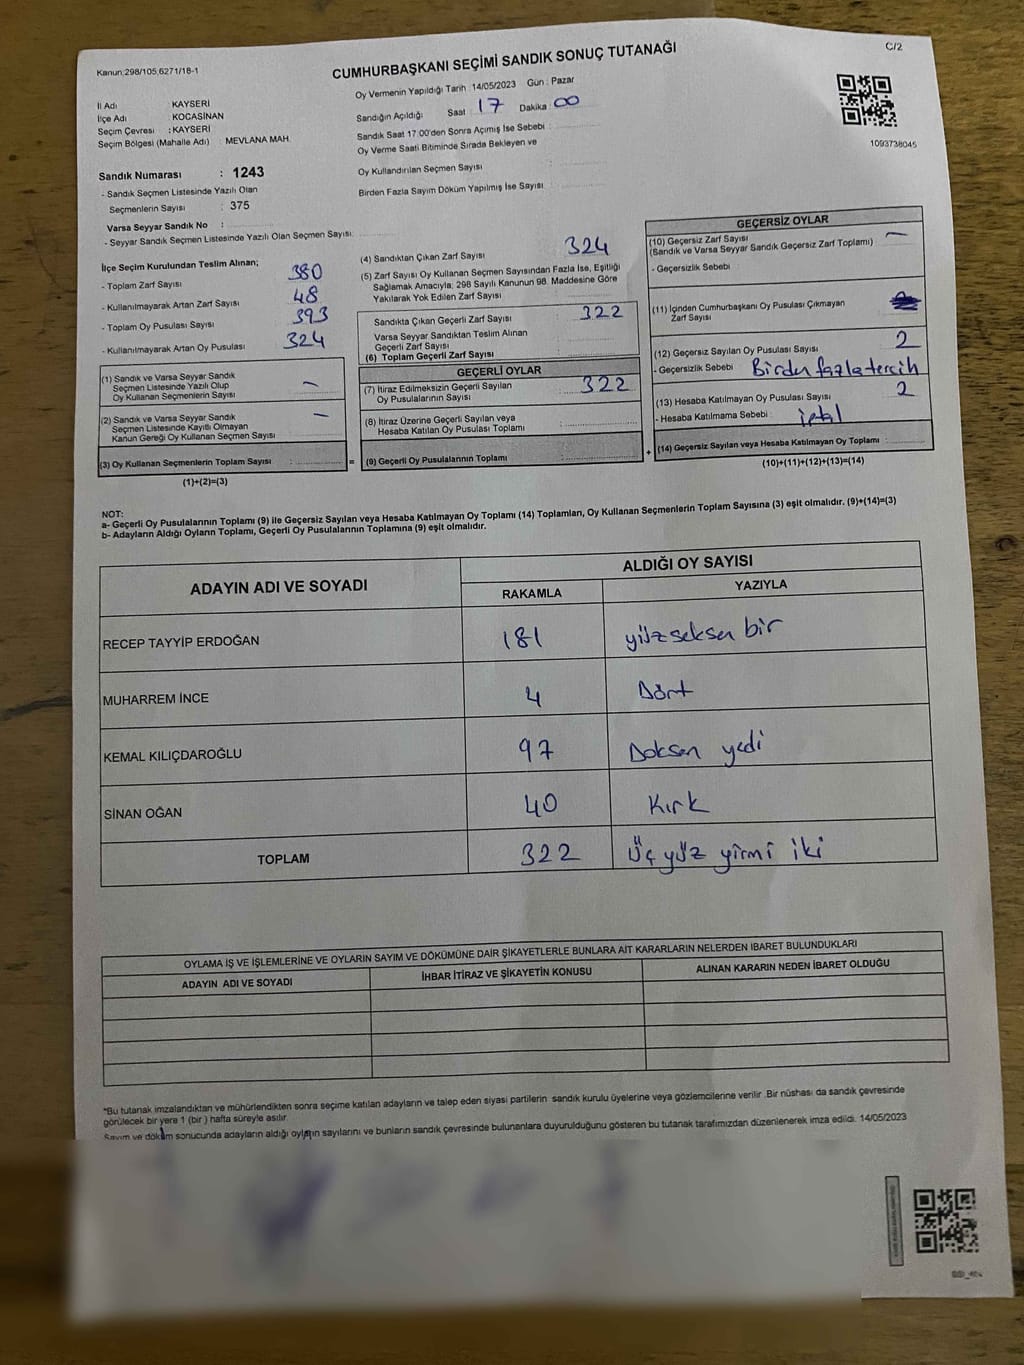 Kanun:298/105,6271/18-1
CUMHURBAŞKANI SEÇİMİ SANDIK SONUÇ TUTANAĞI
C/2
İl Adı : KAYSERİ
İlçe Adı : KOCASİNAN
Seçim Çevresi : KAYSERİ
Seçim Bölgesi (Mahalle Adı) : MEVLANA MAH.
Sandık Numarası : 1243
- Sandık Seçmen Listesinde Yazılı Olan
Seçmenlerin Sayısı : 375
Varsa Seyyar Sandık No :
- Seyyar Sandık Seçmen Listesinde Yazılı Olan Seçmen Sayısı:
Oy Vermenin Yapıldığı Tarih :14/05/2023 Gün : Pazar
Sandığın Açıldığı: Saat : 17 Dakika : 00
Sandık Saat 17:00'den Sonra Açımış İse Sebebi :
Oy Verme Saati Bitiminde Sırada Bekleyen ve
Oy Kullandırılan Seçmen Sayısı
Birden Fazla Sayım Döküm Yapılmış İse Sayısı :
1093738045
İlçe Seçim Kurulundan Teslim Alınan;
- Toplam Zarf Sayısı : 380
- Kullanılmayarak Artan Zarf Sayısı : 48
- Toplam Oy Pusulası Sayısı : 393
- Kullanılmayarak Artan Oy Pusulası : 324
(1) Sandık ve Varsa Seyyar Sandık
Seçmen Listesinde Yazılı Olup
Oy Kullanan Seçmenlerin Sayısı : —
(2) Sandık ve Varsa Seyyar Sandık
Seçmen Listesinde Kayıtlı Olmayan
Kanun Gereği Oy Kullanan Seçmen Sayısı : —
(3) Oy Kullanan Seçmenlerin Toplam Sayısı :
(1)+(2)=(3)
=
(4) Sandıktan Çıkan Zarf Sayısı : 324
(5) Zarf Sayısı Oy Kullanan Seçmen Sayısından Fazla İse, Eşitliği
Sağlamak Amacıyla; 298 Sayılı Kanunun 98. Maddesine Göre
Yakılarak Yok Edilen Zarf Sayısı :
Sandıkta Çıkan Geçerli Zarf Sayısı : 322
Varsa Seyyar Sandıktan Teslim Alınan
Geçerli Zarf Sayısı :
(6) Toplam Geçerli Zarf Sayısı :
GEÇERLİ OYLAR
(7) İtiraz Edilmeksizin Geçerli Sayılan
Oy Pusulalarının Sayısı : 322
(8) İtiraz Üzerine Geçerli Sayılan veya
Hesaba Katılan Oy Pusulası Toplamı :
(9) Geçerli Oy Pusulalarının Toplamı :
+
GEÇERSİZ OYLAR
(10) Geçersiz Zarf Sayısı : —
(Sandık ve Varsa Seyyar Sandık Geçersiz Zarf Toplamı)
- Geçersizlik Sebebi :
(11) İçinden Cumhurbaşkanı Oy Pusulası Çıkmayan
Zarf Sayısı :
(12) Geçersiz Sayılan Oy Pusulası Sayısı : 2
- Geçersizlik Sebebi : Birden fazla tercih
(13) Hesaba Katılmayan Oy Pusulası Sayısı : 2
- Hesaba Katılmama Sebebi : iptal
(14) Geçersiz Sayılan veya Hesaba Katılmayan Oy Toplamı :
(10)+(11)+(12)+(13)=(14)
NOT:
a- Geçerli Oy Pusulalarının Toplamı (9) ile Geçersiz Sayılan veya Hesaba Katılmayan Oy Toplamı (14) Toplamları, Oy Kullanan Seçmenlerin Toplam Sayısına (3) eşit olmalıdır. (9)+(14)=(3)
b- Adayların Aldığı Oyların Toplamı, Geçerli Oy Pusulalarının Toplamına (9) eşit olmalıdır.
ADAYIN ADI VE SOYADI
ALDIĞI OY SAYISI
RAKAMLA YAZIYLA
RECEP TAYYİP ERDOĞAN 181 yüzseksen bir
MUHARREM İNCE 4 Dört
KEMAL KILIÇDAROĞLU 97 Doksan yedi
SİNAN OĞAN 40 Kırk
TOPLAM 322 Üç yüz yirmi iki
OYLAMA İŞ VE İŞLEMLERİNE VE OYLARIN SAYIM VE DÖKÜMÜNE DAİR ŞİKAYETLERLE BUNLARA AİT KARARLARIN NELERDEN İBARET BULUNDUKLARI
ADAYIN ADI VE SOYADI İHBAR İTİRAZ VE ŞİKAYETİN KONUSU ALINAN KARARIN NEDEN İBARET OLDUĞU
*Bu tutanak imzalandıktan ve mühürlendikten sonra seçime katılan adayların ve talep eden siyasi partilerin sandık kurulu üyelerine veya gözlemcilerine verilir. Bir nüshası da sandık çevresinde
görülecek bir yere 1 (bir) hafta süreyle asılır.
Sayım ve döküm sonucunda adayların aldığı oyların sayılarını ve bunların sandık çevresinde bulunanlara duyurulduğunu gösteren bu tutanak tarafımızdan düzenlenerek imza edildi. 14/05/2023